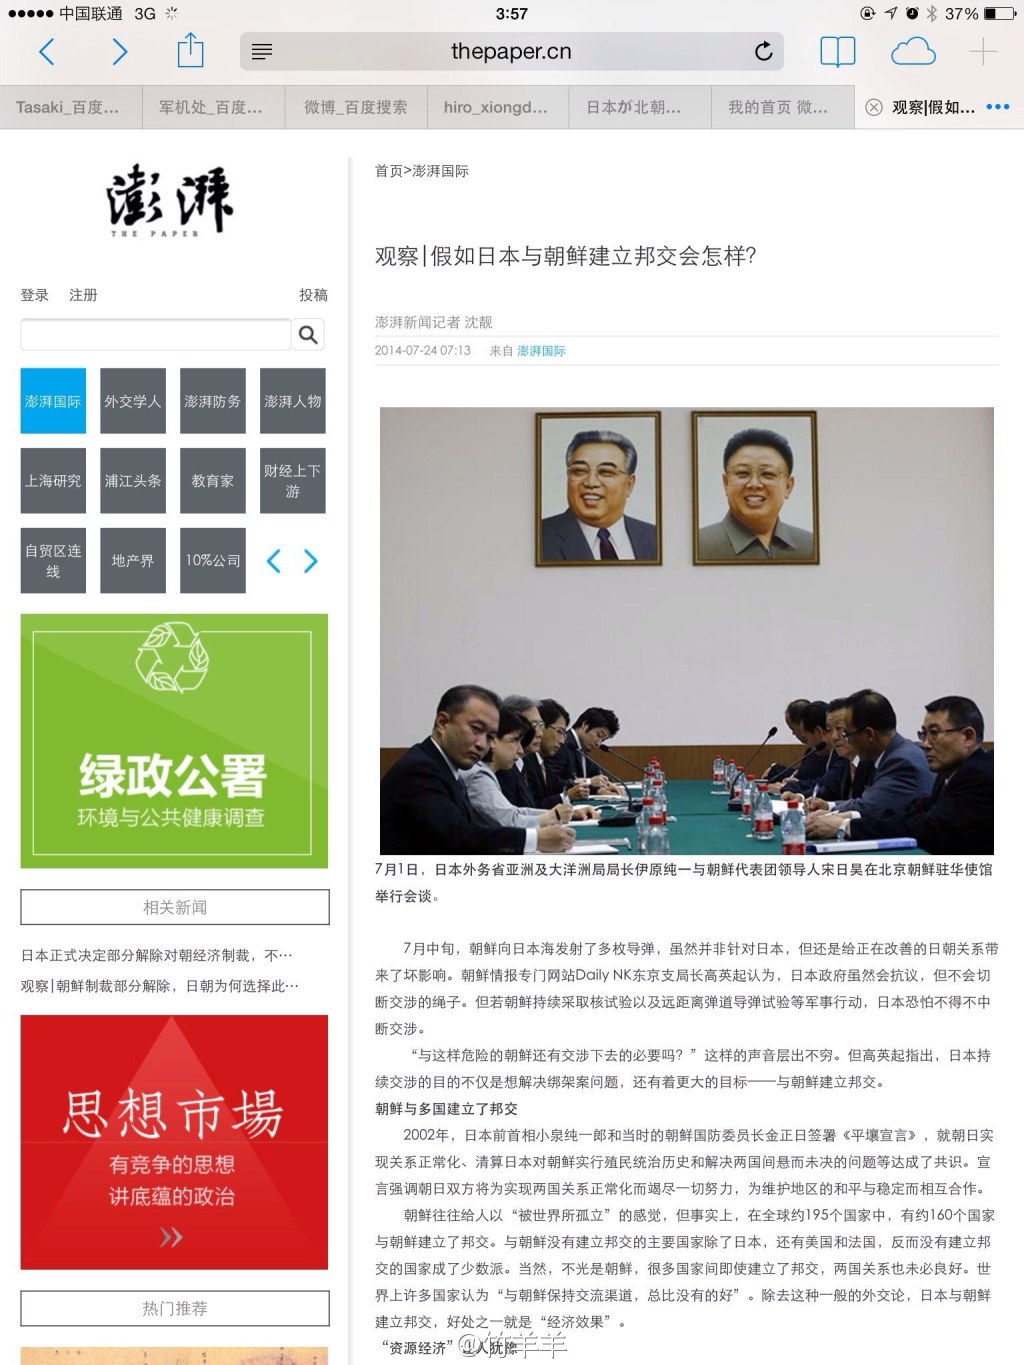 中国联通 3G 3:57 37%
thepaper.cn
Tasaki_百度... 军机处_百度... 微博_百度搜索 hiro_xiongd... 日本が北朝... 我的首页 微... 观察|假如...
澎湃
THE PAPER
登录 注册 投稿
澎湃国际 外交学人 澎湃防务 澎湃人物
上海研究 浦江头条 教育家 财经上下游
自贸区连线 地产界 10%公司
绿政公署
环境与公共健康调查
相关新闻
日本正式决定部分解除对朝经济制裁，不…
观察|朝鲜制裁部分解除，日朝为何选择此…
思想市場
有竞争的思想
讲底蕴的政治
热门推荐
首页>澎湃国际
观察|假如日本与朝鲜建立邦交会怎样?
澎湃新闻记者 沈靓
2014-07-24 07:13 来自 澎湃国际
7月1日，日本外务省亚洲及大洋洲局局长伊原纯一与朝鲜代表团领导人宋日昊在北京朝鲜驻华使馆
举行会谈。
7月中旬，朝鲜向日本海发射了多枚导弹，虽然并非针对日本，但还是给正在改善的日朝关系带
来了坏影响。朝鲜情报专门网站Daily NK东京支局长高英起认为，日本政府虽然会抗议，但不会切
断交涉的绳子。但若朝鲜持续采取核试验以及远距离弹道导弹试验等军事行动，日本恐怕不得不中
断交涉。
“与这样危险的朝鲜还有交涉下去的必要吗？”这样的声音层出不穷。但高英起指出，日本持
续交涉的目的不仅是想解决绑架案问题，还有着更大的目标——与朝鲜建立邦交。
朝鲜与多国建立了邦交
2002年，日本前首相小泉纯一郎和当时的朝鲜国防委员长金正日签署《平壤宣言》，就朝日实
现关系正常化、清算日本对朝鲜实行殖民统治历史和解决两国间悬而未决的问题等达成了共识。宣
言强调朝日双方将为实现两国关系正常化而竭尽一切努力，为维护地区的和平与稳定而相互合作。
朝鲜往往给人以“被世界所孤立”的感觉，但事实上，在全球约195个国家中，有约160个国家
与朝鲜建立了邦交。与朝鲜没有建立邦交的主要国家除了日本，还有美国和法国，反而没有建立邦
交的国家成了少数派。当然，不光是朝鲜，很多国家间即使建立了邦交，两国关系也未必良好。世
界上许多国家认为“与朝鲜保持交流渠道，总比没有的好”。除去这种一般的外交论，日本与朝鲜
建立邦交，好处之一就是“经济效果”。
“资源经济”让人犹豫
@竹羊羊